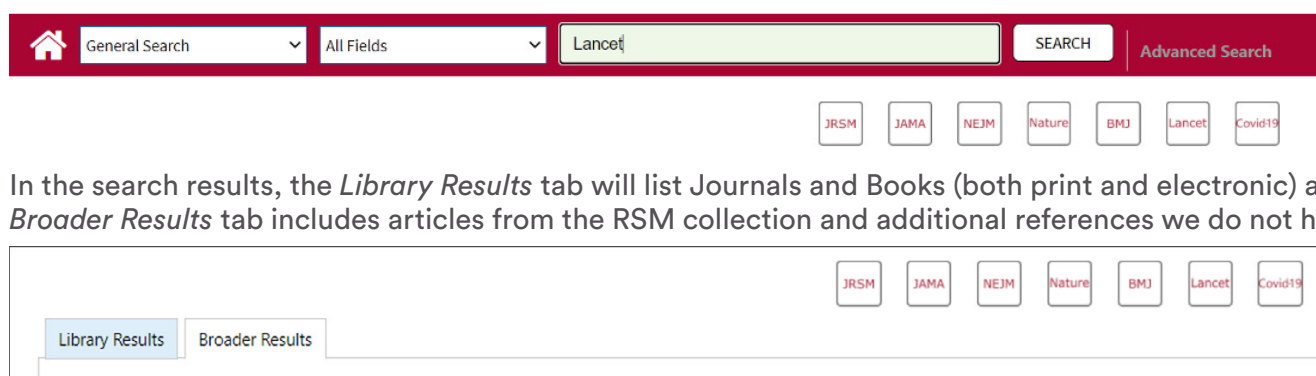 General Search All Fields Lancet SEARCH Advanced Search
JRSM JAMA NEJM Nature BMJ Lancet Covid19
In the search results, the Library Results tab will list Journals and Books (both print and electronic)
Broader Results tab includes articles from the RSM collection and additional references we do not
JRSM JAMA NEJM Nature BMJ Lancet Covid19
Library Results Broader Results